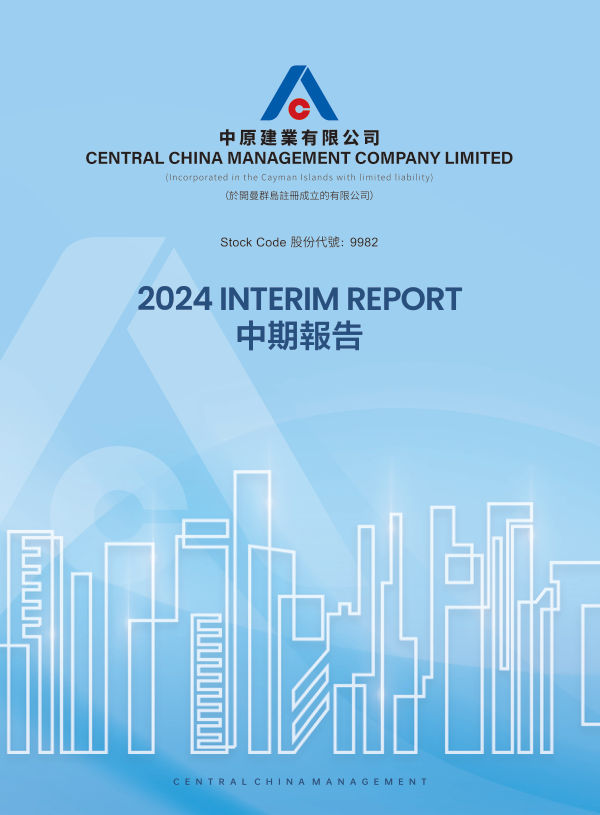 中原建業有限公司
CENTRAL CHINA MANAGEMENT COMPANY LIMITED
(Incorporated in the Cayman Islands with limited liability)
（於開曼群島註冊成立的有限公司）
Stock Code 股份代號：9982
2024 INTERIM REPORT
中期報告
CENTRAL CHINA MANAGEMENT